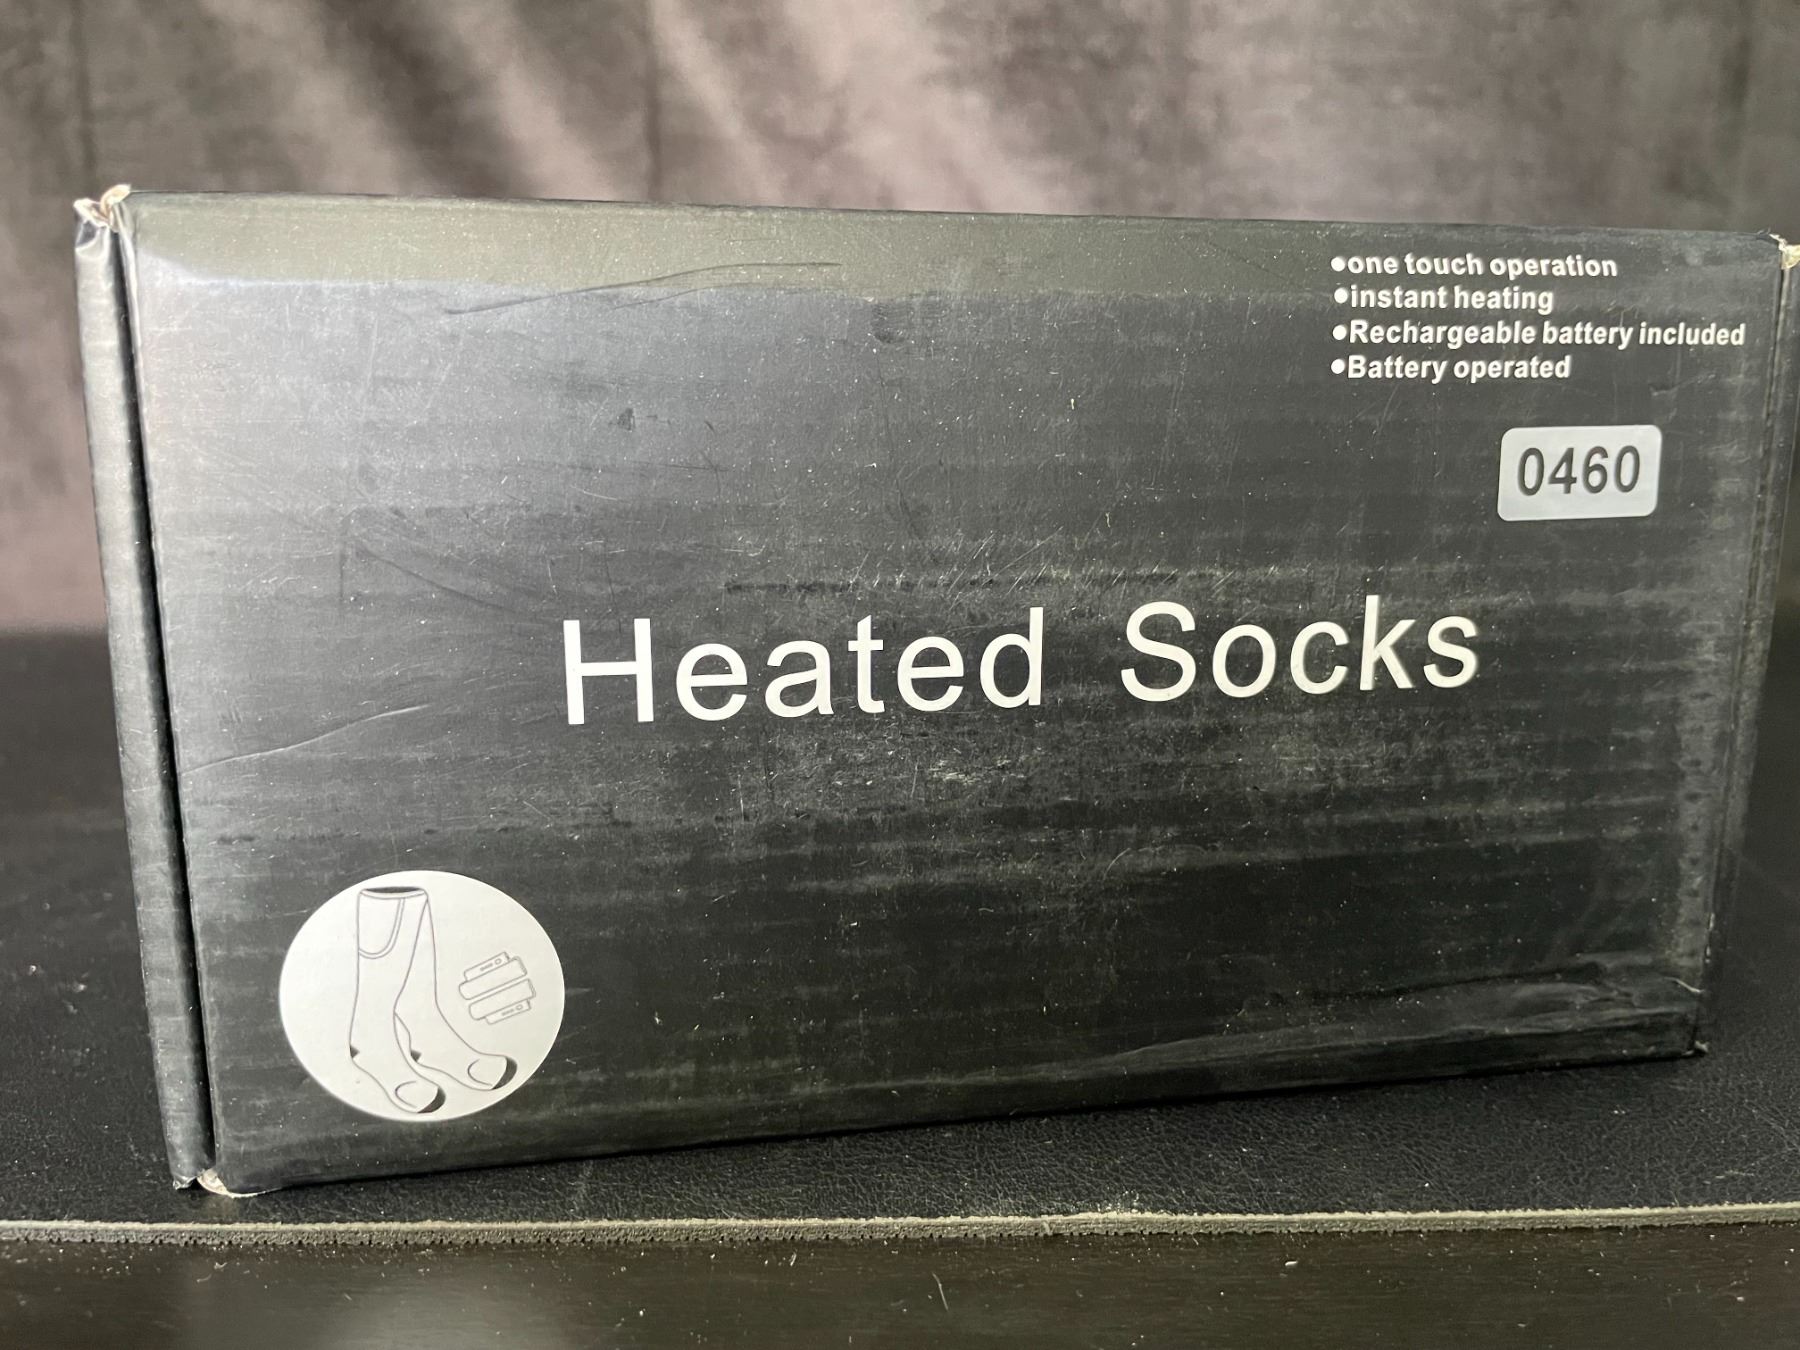 ●one touch operation
●instant heating
●Rechargeable battery included
●Battery operated
0460
Heated Socks